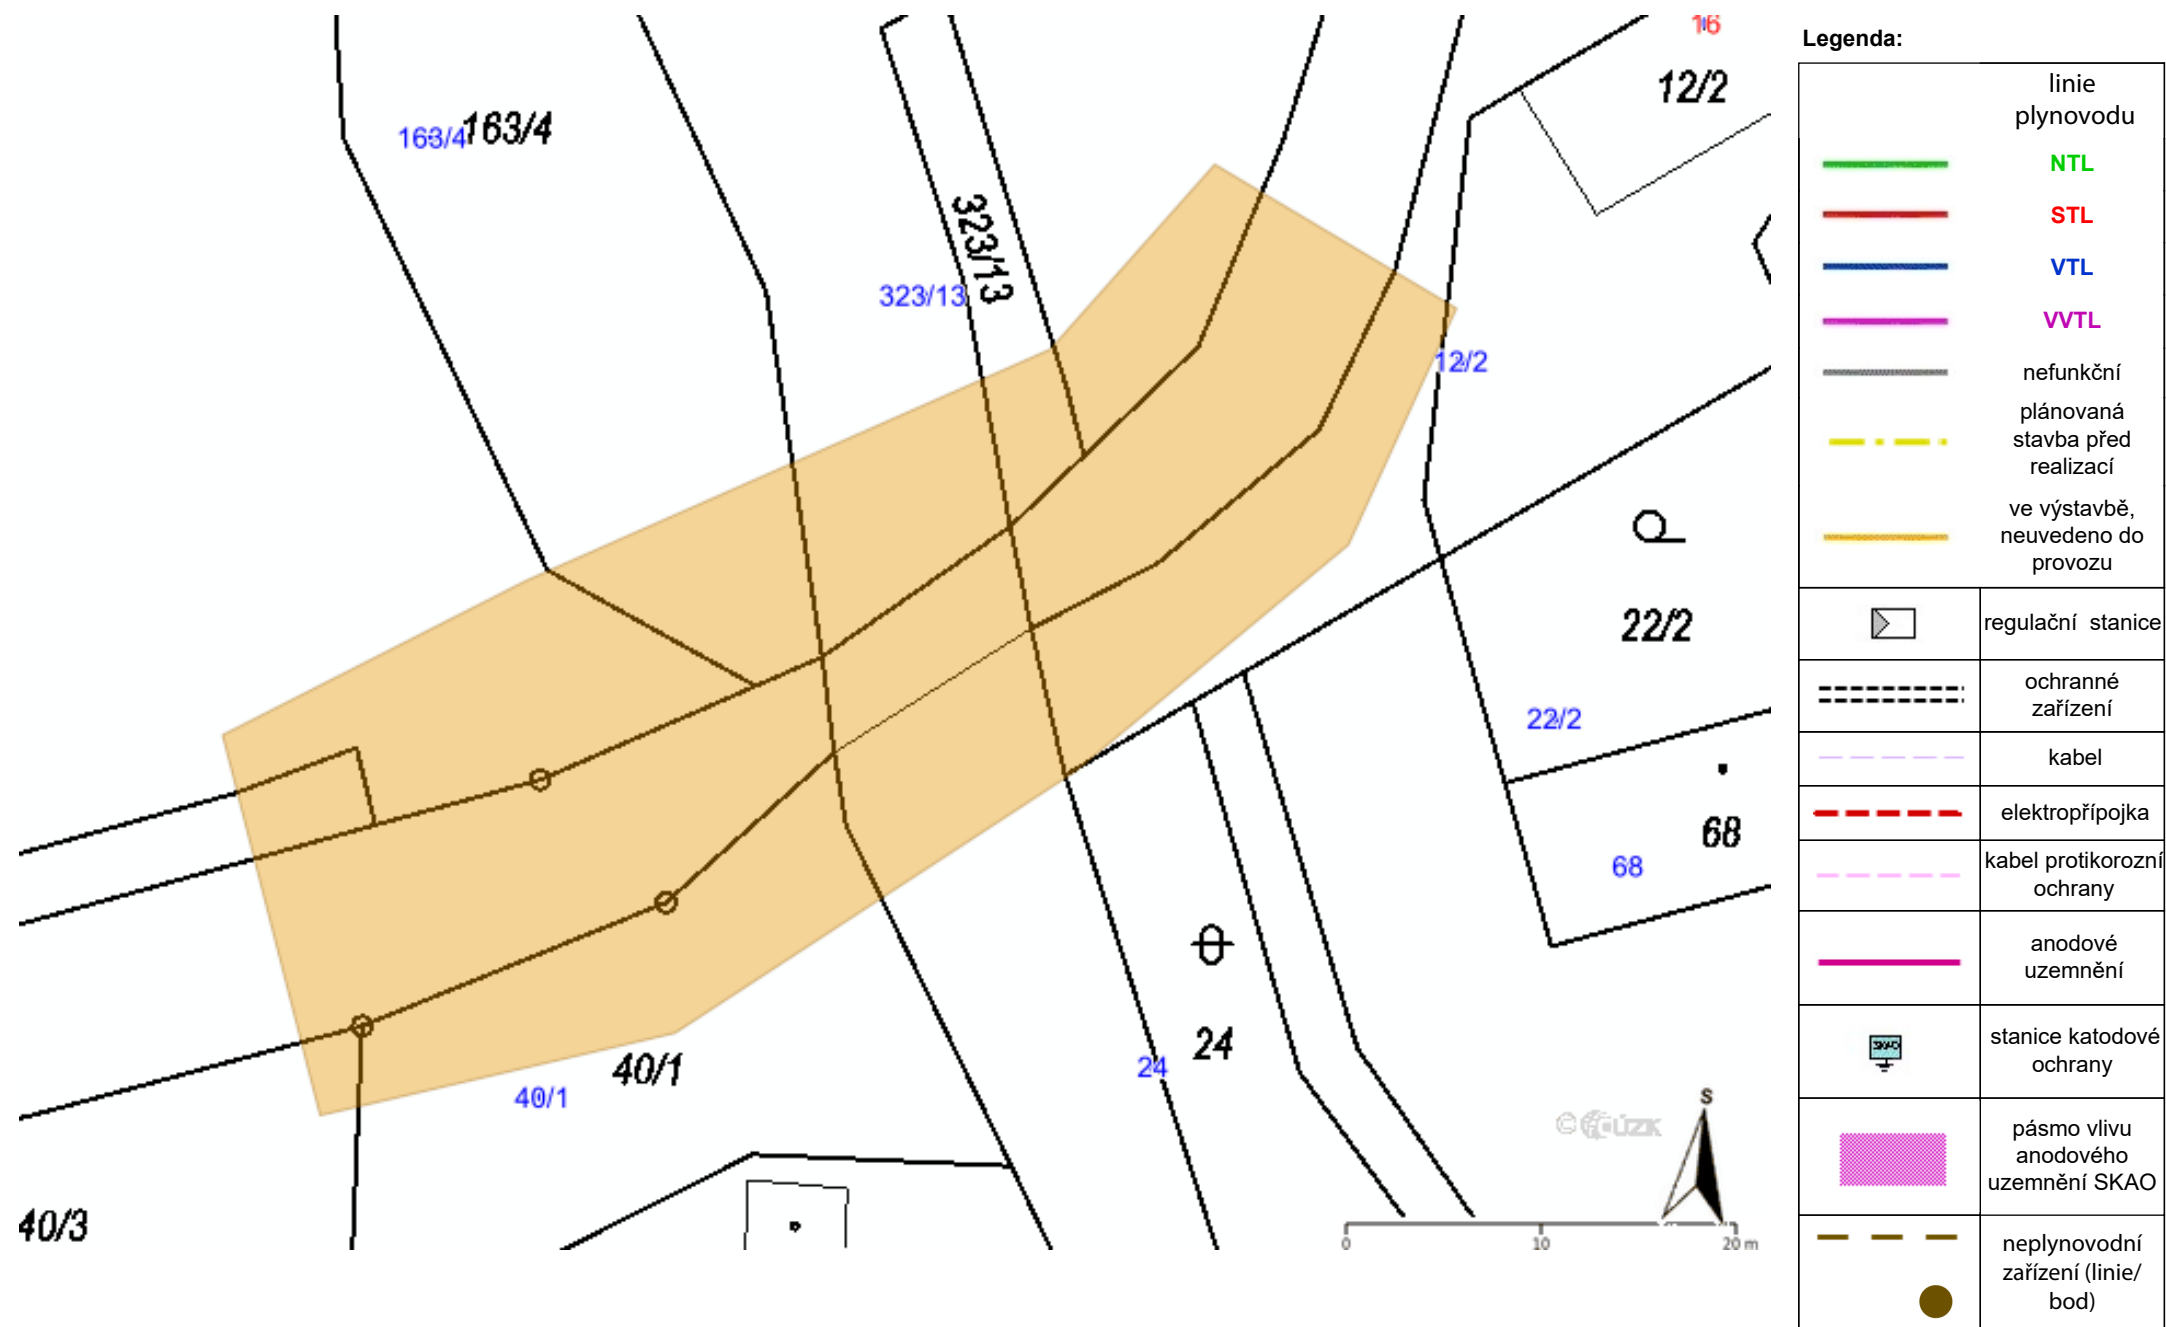 16
12/2
163/4
163/4
323/13
323/13
12/2
22/2
22/2
68
68
24
24
40/1
40/1
40/3
© ČÚZK
S
0
10
20 m
Legenda:
linie
plynovodu
NTL
STL
VTL
VVTL
nefunkční
plánovaná
stavba před
realizací
ve výstavbě,
neuvedeno do
provozu
regulační stanice
ochranné
zařízení
kabel
elektropřípojka
kabel protikorozní
ochrany
anodové
uzemnění
SKAO
stanice katodové
ochrany
pásmo vlivu
anodového
uzemnění SKAO
neplynovodní
zařízení (linie/
bod)